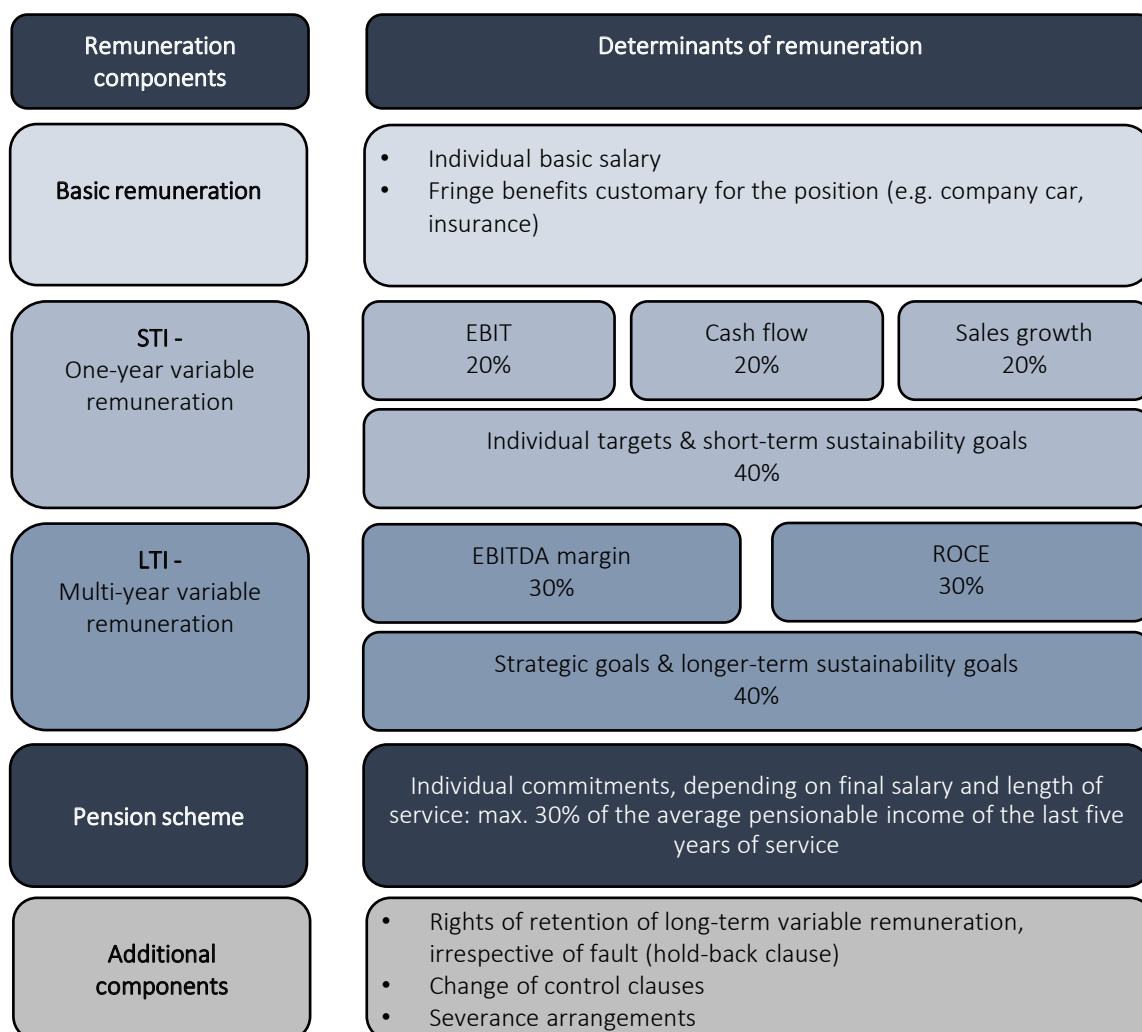 Remuneration
components
Determinants of remuneration
Basic remuneration
• Individual basic salary
• Fringe benefits customary for the position (e.g. company car,
insurance)
STI -
One-year variable
remuneration
EBIT
20%
Cash flow
20%
Sales growth
20%
Individual targets & short-term sustainability goals
40%
LTI -
Multi-year variable
remuneration
EBITDA margin
30%
ROCE
30%
Strategic goals & longer-term sustainability goals
40%
Pension scheme
Individual commitments, depending on final salary and length of
service: max. 30% of the average pensionable income of the last five
years of service
Additional
components
• Rights of retention of long-term variable remuneration,
irrespective of fault (hold-back clause)
• Change of control clauses
• Severance arrangements